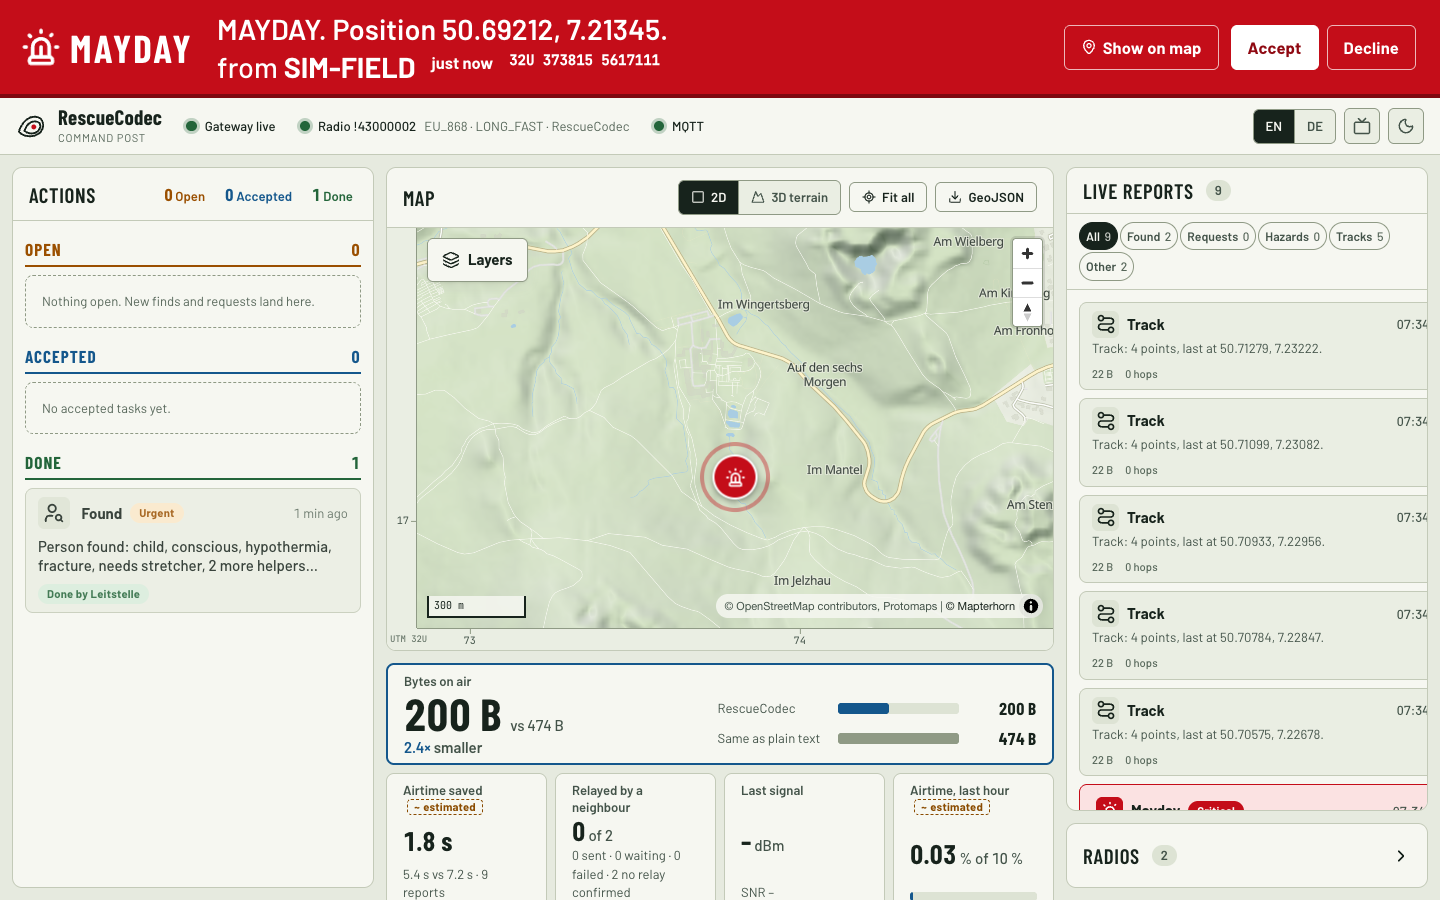 MAYDAY
MAYDAY. Position 50.69212, 7.21345.
from SIM-FIELD just now 32U 373815 5617111
Show on map
Accept
Decline
RescueCodec
COMMAND POST
Gateway live
Radio !43000002 EU_868 · LONG_FAST · RescueCodec
MQTT
EN
DE
ACTIONS
0 Open
0 Accepted
1 Done
OPEN 0
Nothing open. New finds and requests land here.
ACCEPTED 0
No accepted tasks yet.
DONE 1
Found Urgent 1 min ago
Person found: child, conscious, hypothermia,
fracture, needs stretcher, 2 more helpers...
Done by Leitstelle
MAP
2D
3D terrain
Fit all
GeoJSON
Layers
Am Wielberg
Im Wingertsberg
Am Fronho
Auf den sechs
Morgen
Im Mantel
Am Sten
Im Jelzhau
17
300 m
© OpenStreetMap contributors, Protomaps | © Mapterhorn
UTM 32U
73
74
Bytes on air
200 B vs 474 B
2.4× smaller
RescueCodec 200 B
Same as plain text 474 B
Airtime saved
~ estimated
1.8 s
5.4 s vs 7.2 s · 9
reports
Relayed by a
neighbour
0 of 2
0 sent · 0 waiting · 0
failed · 2 no relay
confirmed
Last signal
– dBm
SNR –
Airtime, last hour
~ estimated
0.03 % of 10 %
LIVE REPORTS 9
All 9
Found 2
Requests 0
Hazards 0
Tracks 5
Other 2
Track 07:34
Track: 4 points, last at 50.71279, 7.23222.
22 B 0 hops
Track 07:34
Track: 4 points, last at 50.71099, 7.23082.
22 B 0 hops
Track 07:34
Track: 4 points, last at 50.70933, 7.22956.
22 B 0 hops
Track 07:34
Track: 4 points, last at 50.70784, 7.22847.
22 B 0 hops
Track 07:34
Track: 4 points, last at 50.70575, 7.22678.
22 B 0 hops
Mayday Critical 07:34
RADIOS 2